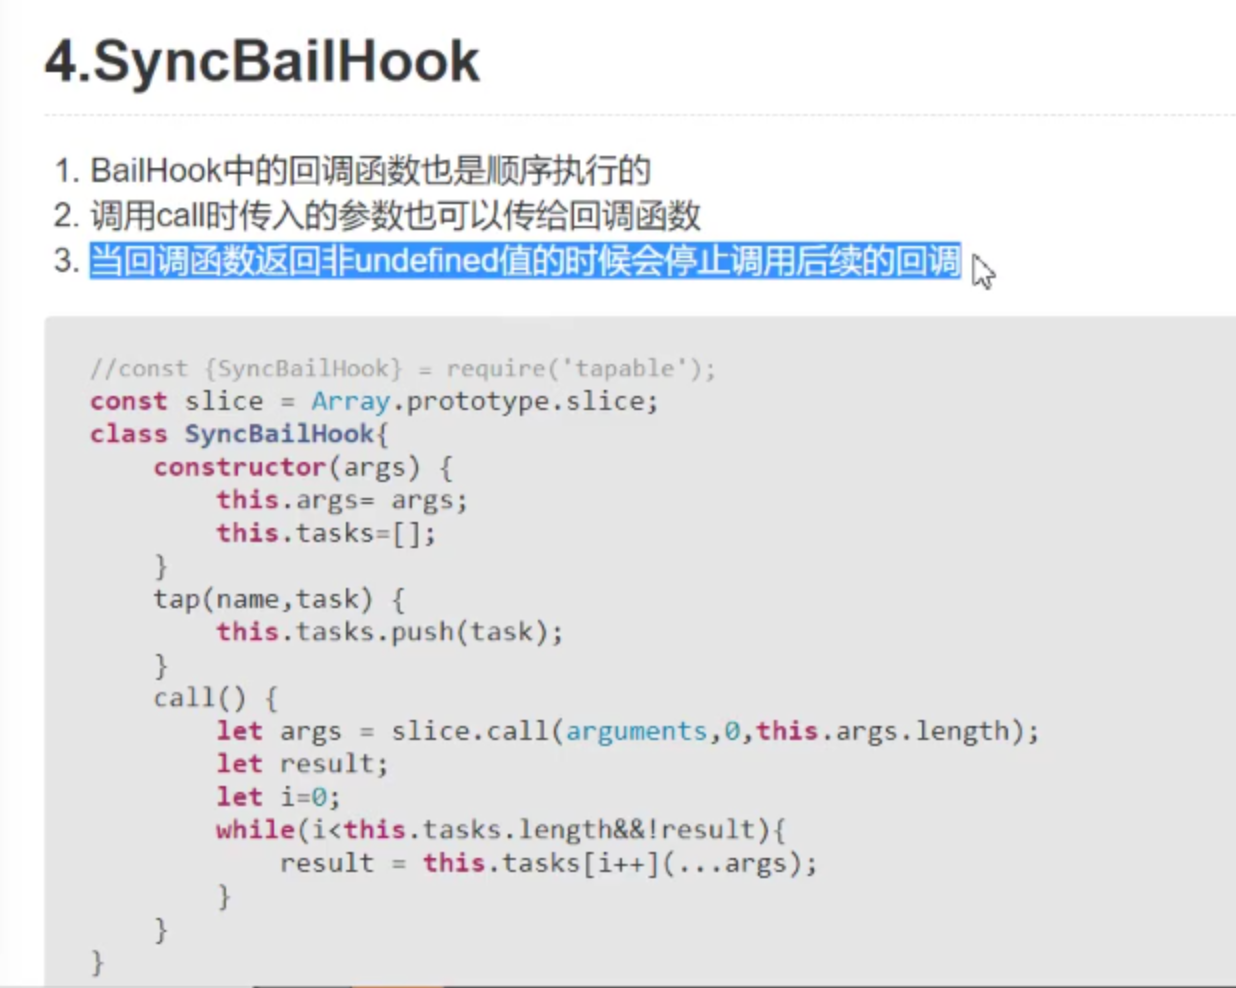 4.SyncBailHook
1. BailHook中的回调函数也是顺序执行的
2. 调用call时传入的参数也可以传给回调函数
3. 当回调函数返回非undefined值的时候会停止调用后续的回调
//const {SyncBailHook} = require('tapable');
const slice = Array.prototype.slice;
class SyncBailHook{
    constructor(args) {
        this.args= args;
        this.tasks=[];
    }
    tap(name,task) {
        this.tasks.push(task);
    }
    call() {
        let args = slice.call(arguments,0,this.args.length);
        let result;
        let i=0;
        while(i<this.tasks.length&&!result){
            result = this.tasks[i++](...args);
        }
    }
}